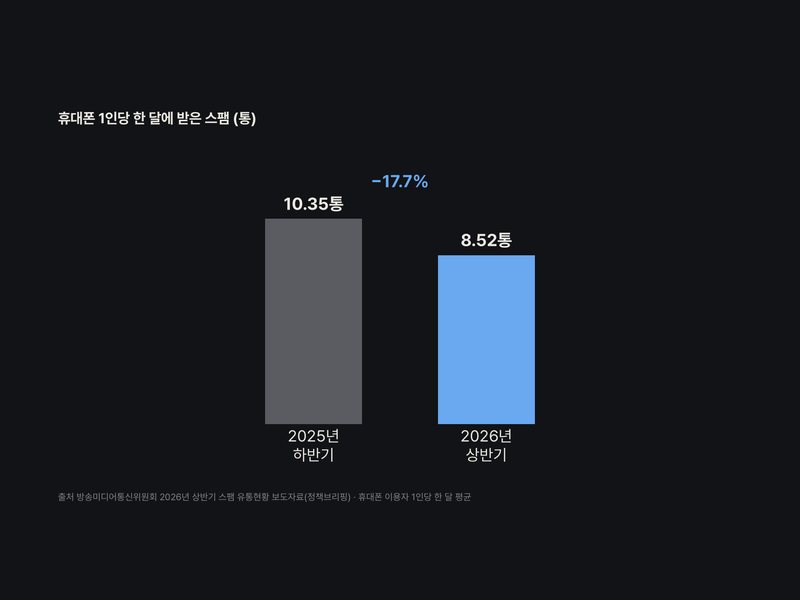 휴대폰 1인당 한 달에 받은 스팸 (통)
−17.7%
10.35통
8.52통
2025년
하반기
2026년
상반기
출처 방송미디어통신위원회 2026년 상반기 스팸 유통현황 보도자료(정책브리핑) · 휴대폰 이용자 1인당 한 달 평균